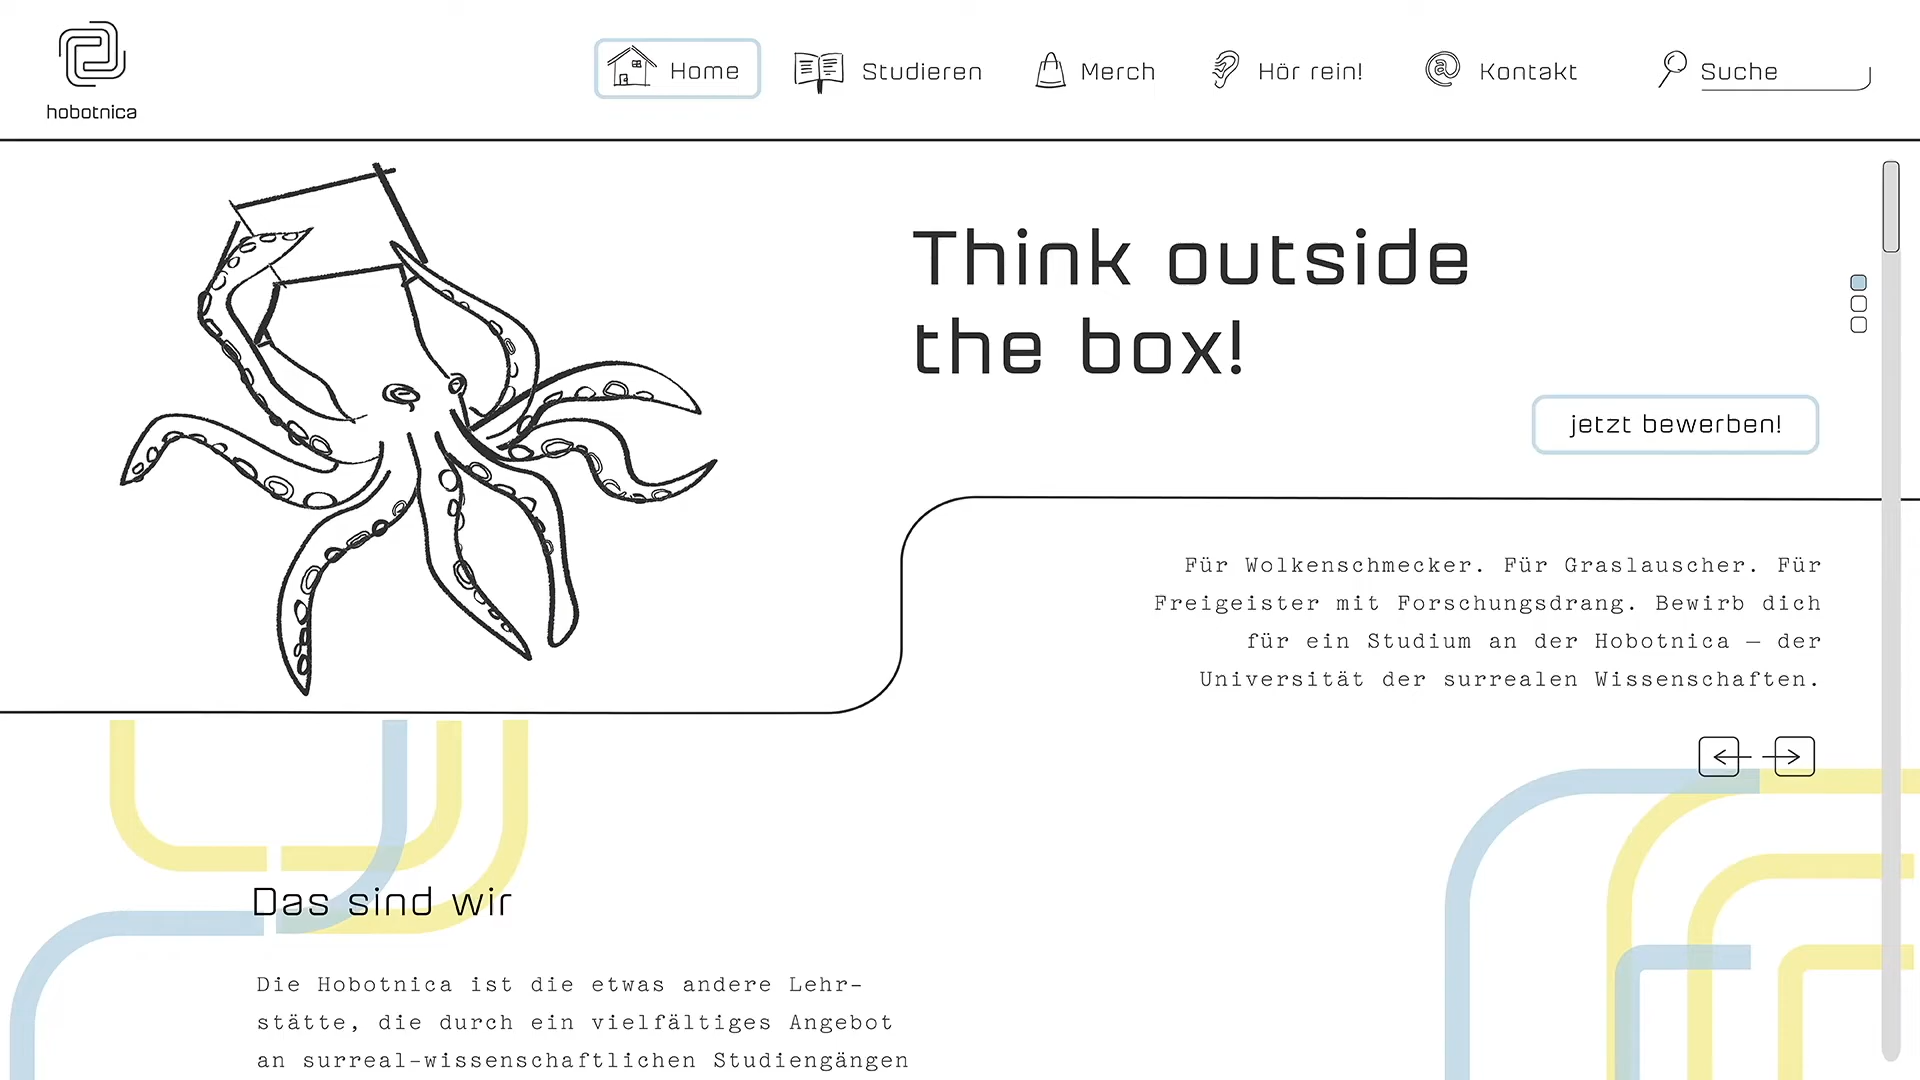 hobotnica
Home
Studieren
Merch
Hör rein!
Kontakt
Suche
Think outside
the box!
jetzt bewerben!
Für Wolkenschmecker. Für Graslauscher. Für
Freigeister mit Forschungsdrang. Bewirb dich
für ein Studium an der Hobotnica – der
Universität der surrealen Wissenschaften.
Das sind wir
Die Hobotnica ist die etwas andere Lehr-
stätte, die durch ein vielfältiges Angebot
an surreal-wissenschaftlichen Studiengängen